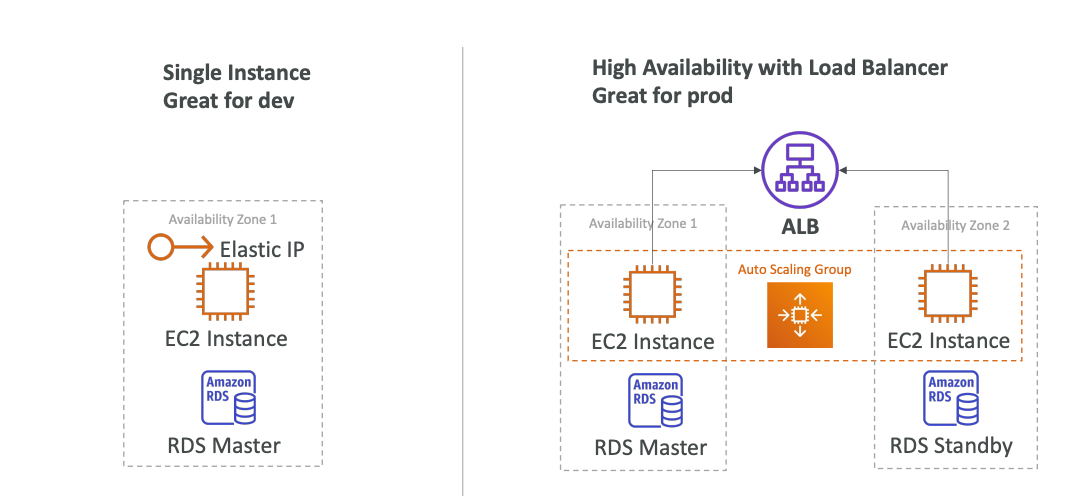 Single Instance
Great for dev
Availability Zone 1
Elastic IP
EC2 Instance
Amazon
RDS
RDS Master
High Availability with Load Balancer
Great for prod
ALB
Availability Zone 1
Availability Zone 2
Auto Scaling Group
EC2 Instance
EC2 Instance
Amazon
RDS
Amazon
RDS
RDS Master
RDS Standby